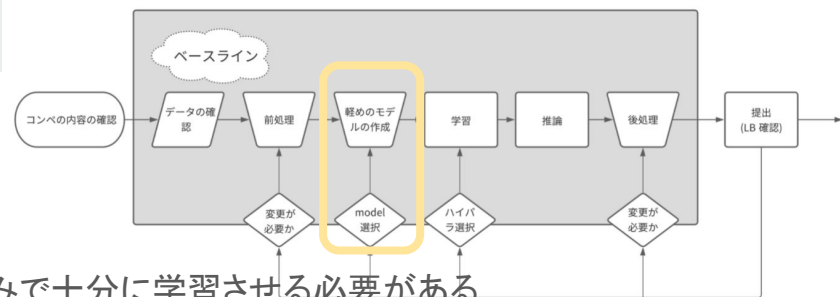 ベースライン
コンペの内容の確認
データの確
認
前処理
軽めのモデ
ルの作成
学習
推論
後処理
提出
(LB 確認)
変更が
必要か
model
選択
ハイパ
ラ選択
変更が
必要か
みで十分に学習させる必要がある